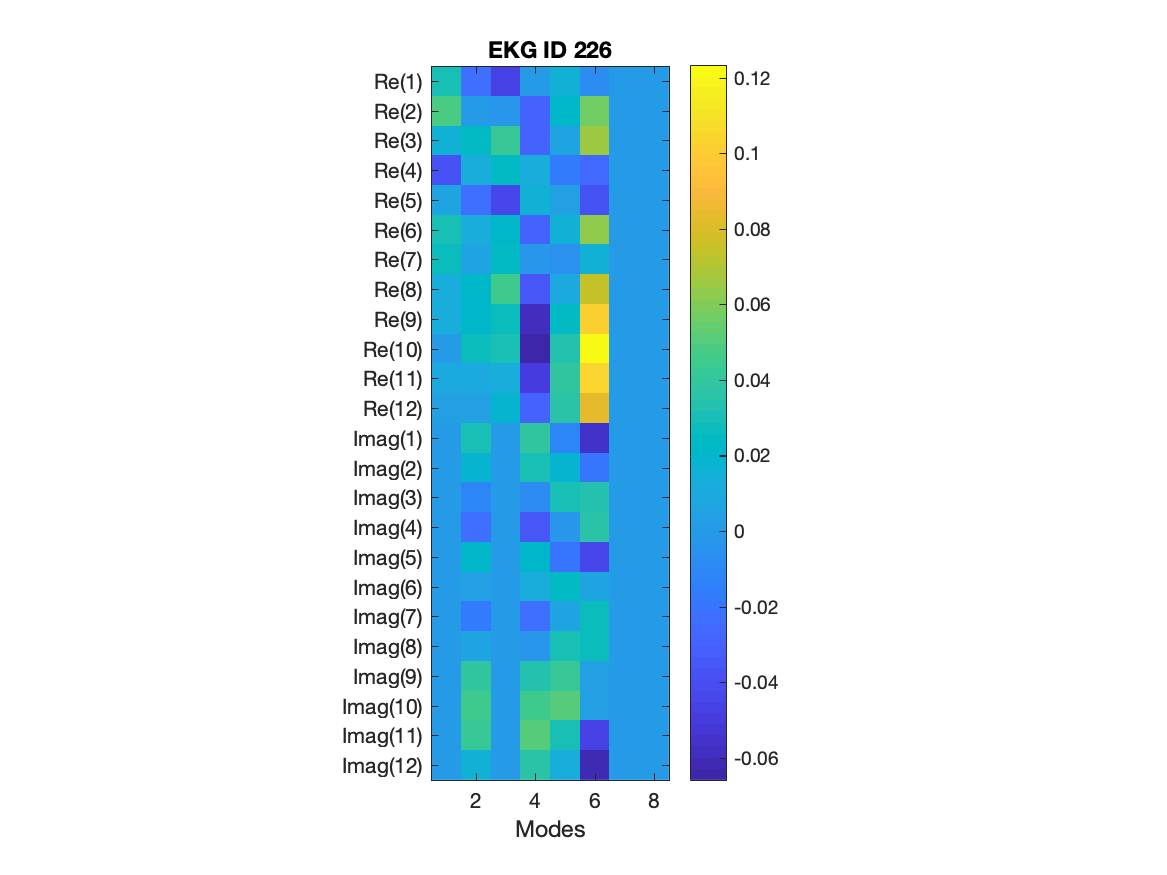 EKG ID 226
Re(1)
Re(2)
Re(3)
Re(4)
Re(5)
Re(6)
Re(7)
Re(8)
Re(9)
Re(10)
Re(11)
Re(12)
Imag(1)
Imag(2)
Imag(3)
Imag(4)
Imag(5)
Imag(6)
Imag(7)
Imag(8)
Imag(9)
Imag(10)
Imag(11)
Imag(12)
2 4 6 8
Modes
0.12
0.1
0.08
0.06
0.04
0.02
0
-0.02
-0.04
-0.06